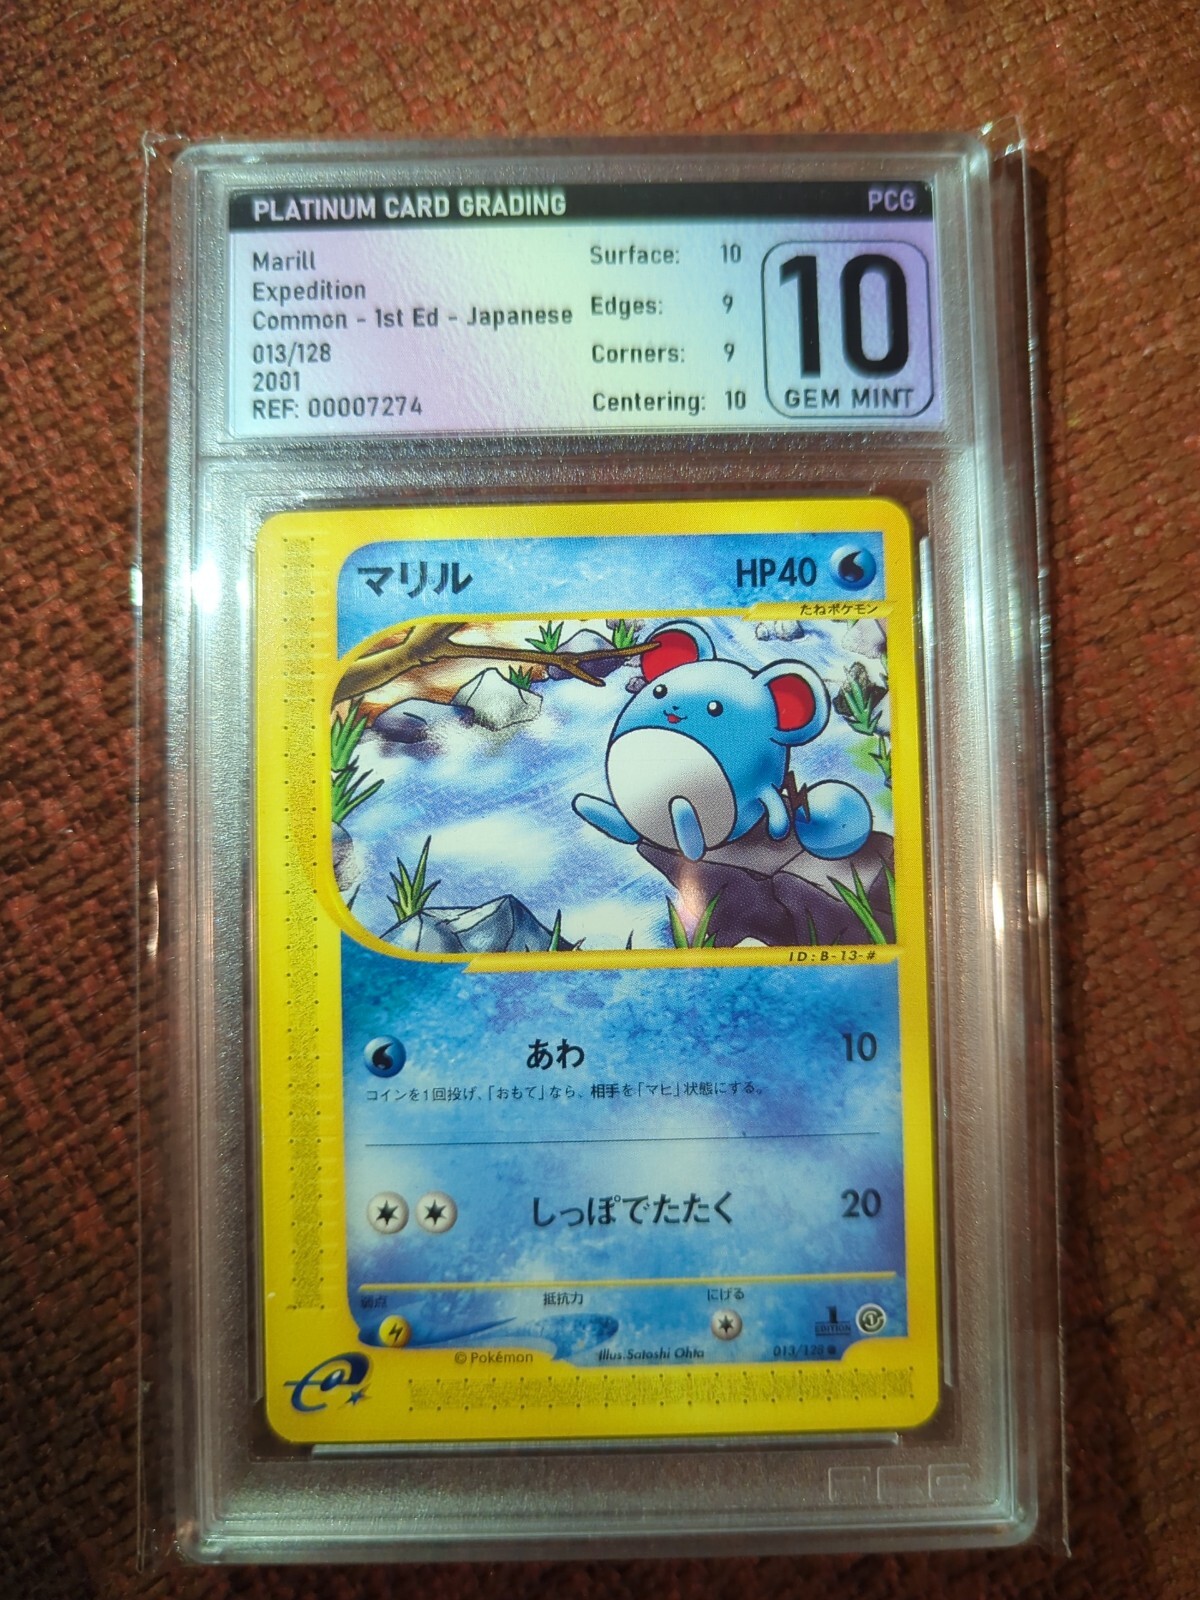 PLATINUM CARD GRADING PCG
Marill
Expedition
Common - 1st Ed - Japanese
013/128
2001
REF: 00007274
Surface: 10
Edges: 9
Corners: 9
Centering: 10
10
GEM MINT
マリル HP40
たねポケモン
ID:B-13-#
あわ 10
コインを1回投げ、「おもて」なら、相手を「マヒ」状態にする。
しっぽでたたく 20
弱点 抵抗力 にげる
1
EDITION
©Pokémon Illus.Satoshi Ohta 013/128
e
PCG